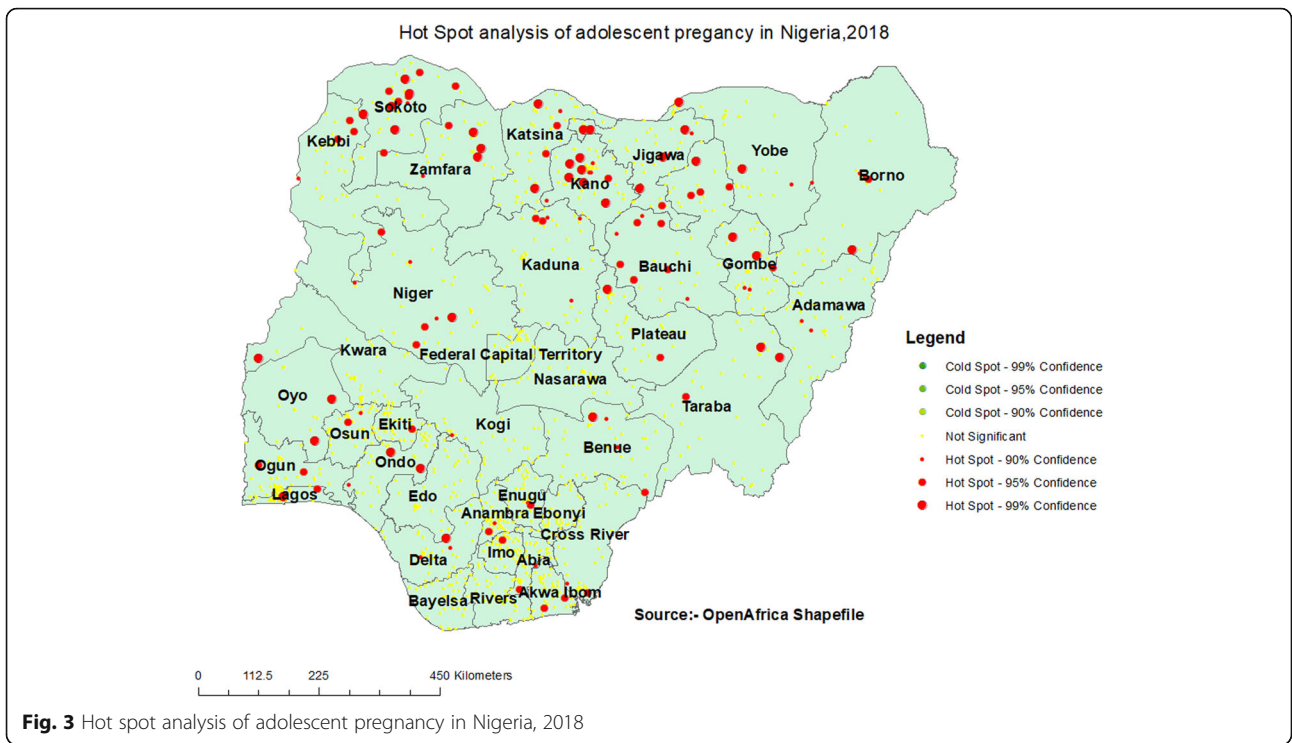 Hot Spot analysis of adolescent pregancy in Nigeria,2018
Sokoto
Kebbi
Katsina
Zamfara
Kano
Jigawa
Yobe
Borno
Kaduna
Bauchi
Gombe
Niger
Adamawa
Plateau
Kwara
Federal Capital Territory
Nasarawa
Oyo
Taraba
Osun
Ekiti
Kogi
Benue
Ogun
Ondo
Lagos
Edo
Enugu
Anambra Ebonyi
Cross River
Delta
Imo
Abia
Bayelsa
Rivers
Akwa Ibom
Legend
Cold Spot - 99% Confidence
Cold Spot - 95% Confidence
Cold Spot - 90% Confidence
Not Significant
Hot Spot - 90% Confidence
Hot Spot - 95% Confidence
Hot Spot - 99% Confidence
Source:- OpenAfrica Shapefile
0 112.5 225 450 Kilometers
Fig. 3 Hot spot analysis of adolescent pregnancy in Nigeria, 2018